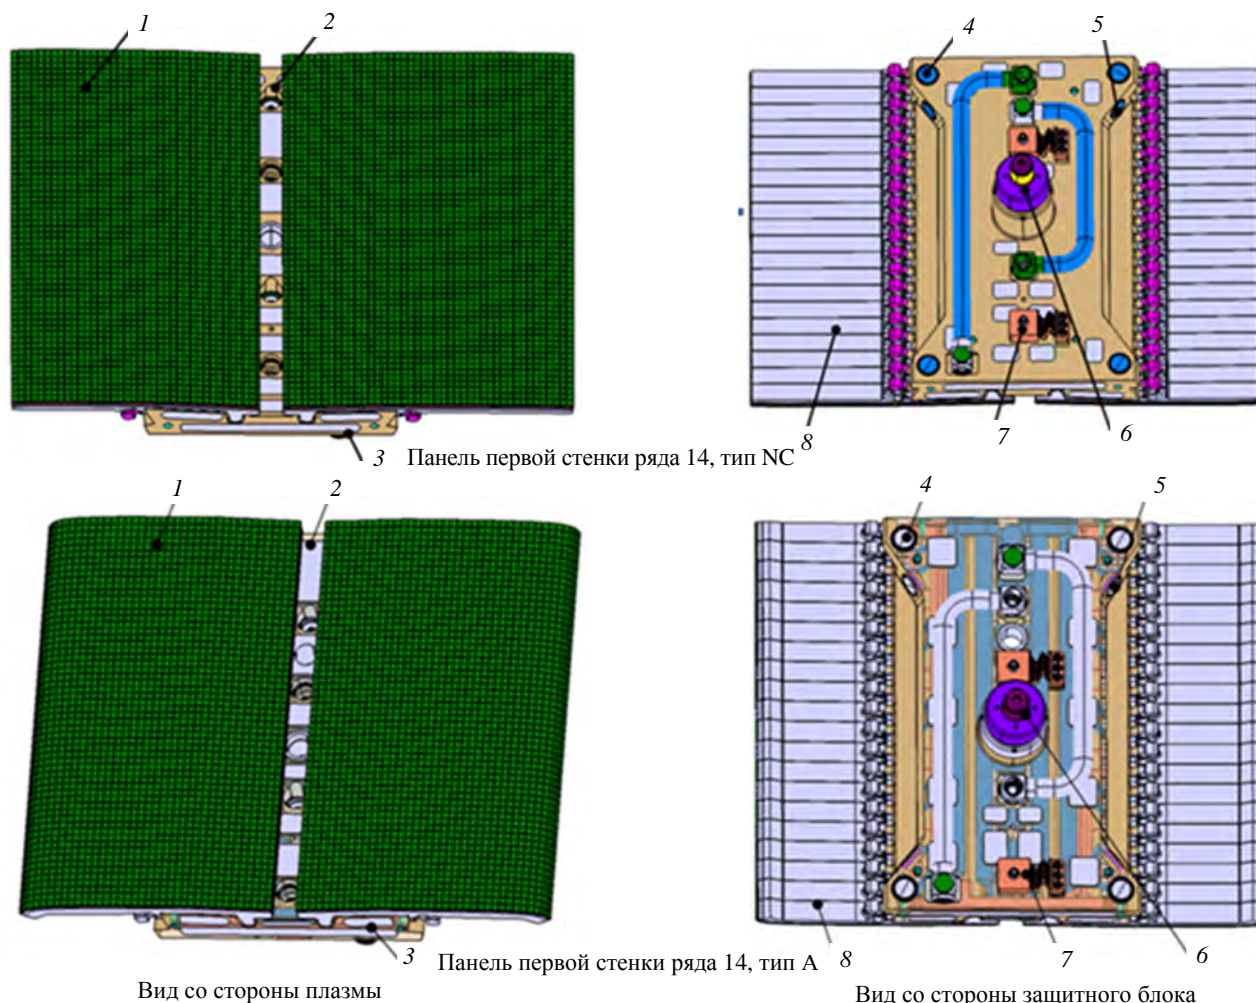 1 2 4 5
3 Панель первой стенки ряда 14, тип NC 8 7 6
1 2 4 5
3 Панель первой стенки ряда 14, тип А 8 7 6
Вид со стороны плазмы Вид со стороны защитного блока